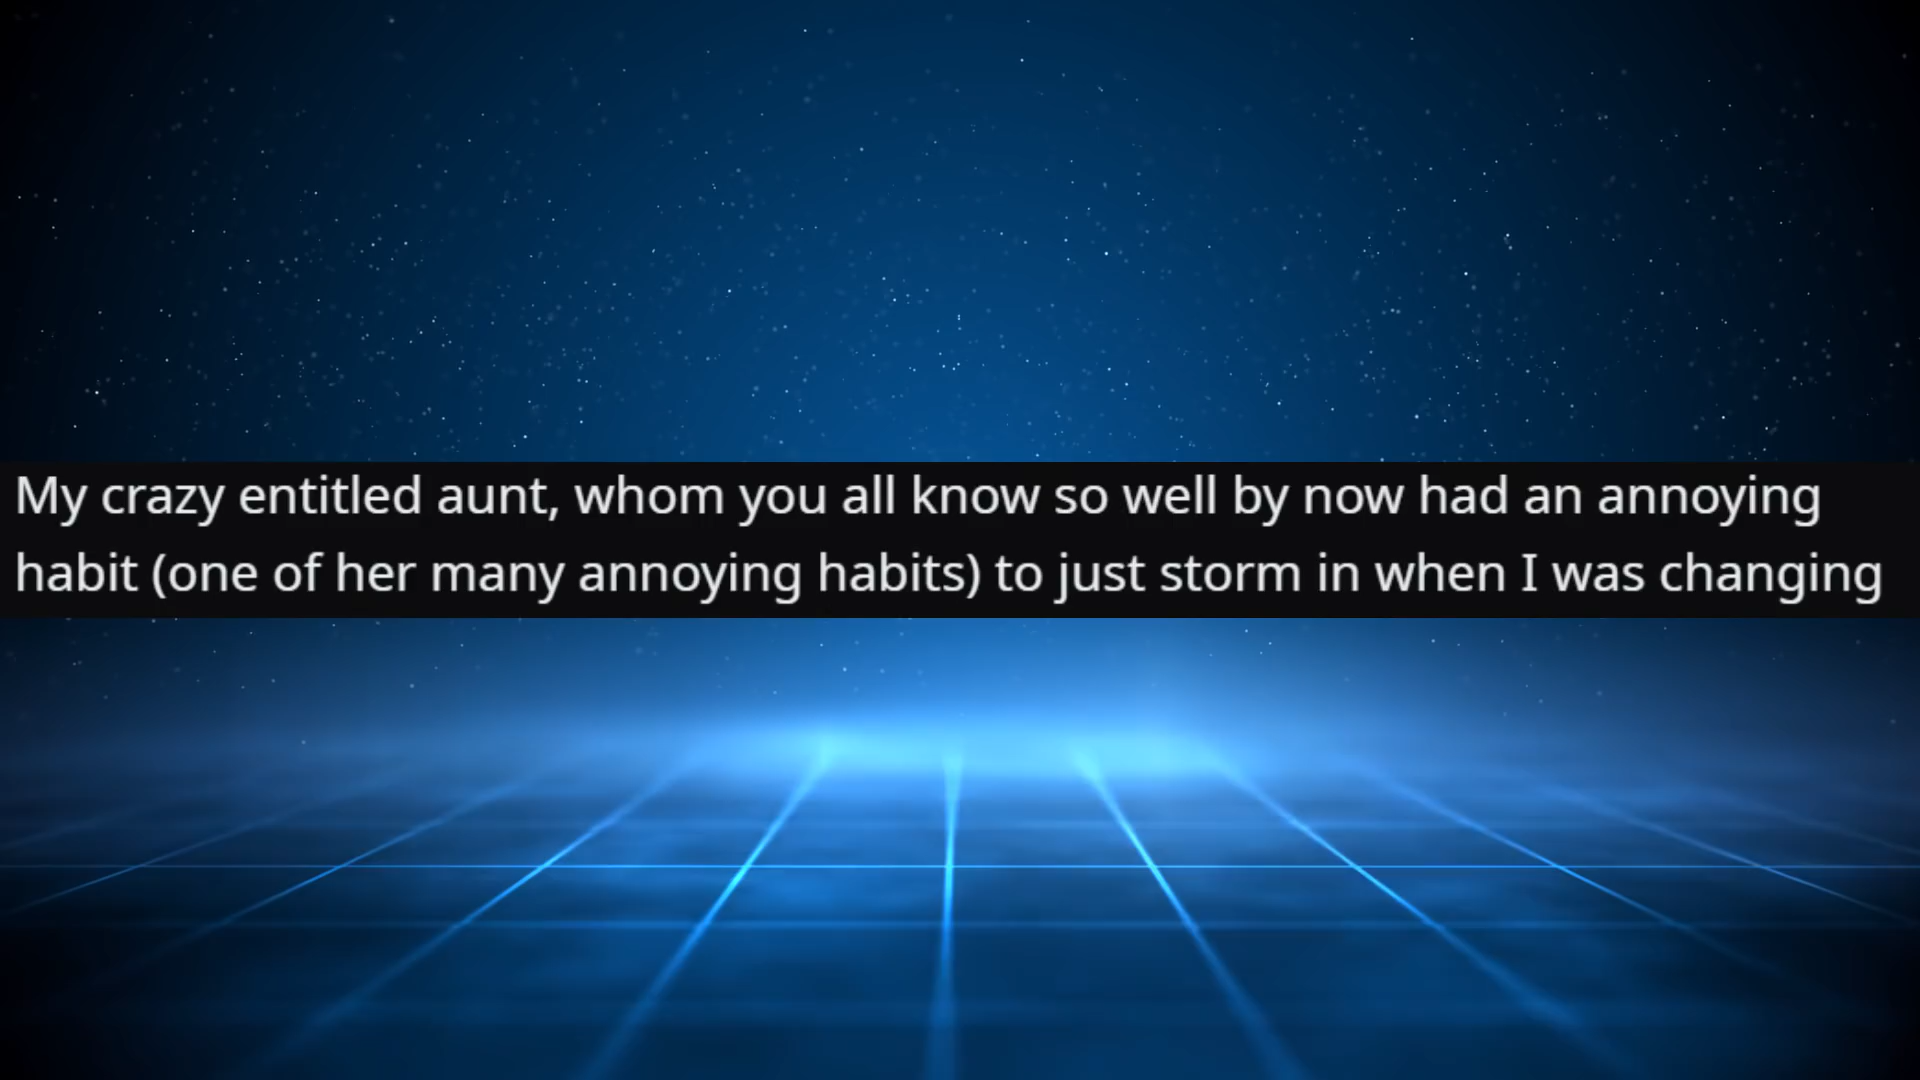 My crazy entitled aunt, whom you all know so well by now had an annoying
habit (one of her many annoying habits) to just storm in when I was changing